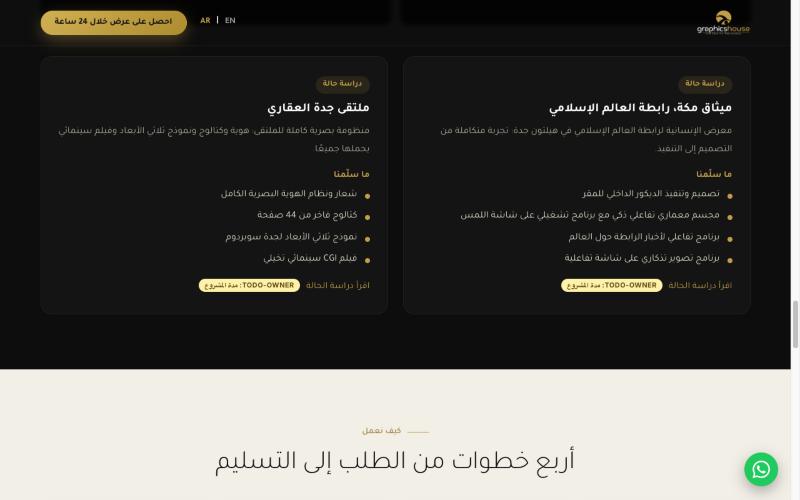 graphicshouse
AR | EN
احصل على عرض خلال 24 ساعة
دراسة حالة
ميثاق مكة، رابطة العالم الإسلامي
معرض الإنسانية لرابطة العالم الإسلامي في هيلتون جدة: تجربة متكاملة من
التصميم إلى التنفيذ.
ما سلّمنا
تصميم وتنفيذ الديكور الداخلي للمقر
مجسم معماري تفاعلي ذكي مع برنامج تشغيلي على شاشة اللمس
برنامج تفاعلي لأخبار الرابطة حول العالم
برنامج تصوير تذكاري على شاشة تفاعلية
اقرأ دراسة الحالة
TODO-OWNER: مدة المشروع
دراسة حالة
ملتقى جدة العقاري
منظومة بصرية كاملة للملتقى: هوية وكتالوج ونموذج ثلاثي الأبعاد وفيلم سينمائي
يحملها جميعًا.
ما سلّمنا
شعار ونظام الهوية البصرية الكامل
كتالوج فاخر من 44 صفحة
نموذج ثلاثي الأبعاد لجدة سوبردوم
فيلم CGI سينمائي تخيلي
اقرأ دراسة الحالة
TODO-OWNER: مدة المشروع
كيف نعمل
أربع خطوات من الطلب إلى التسليم